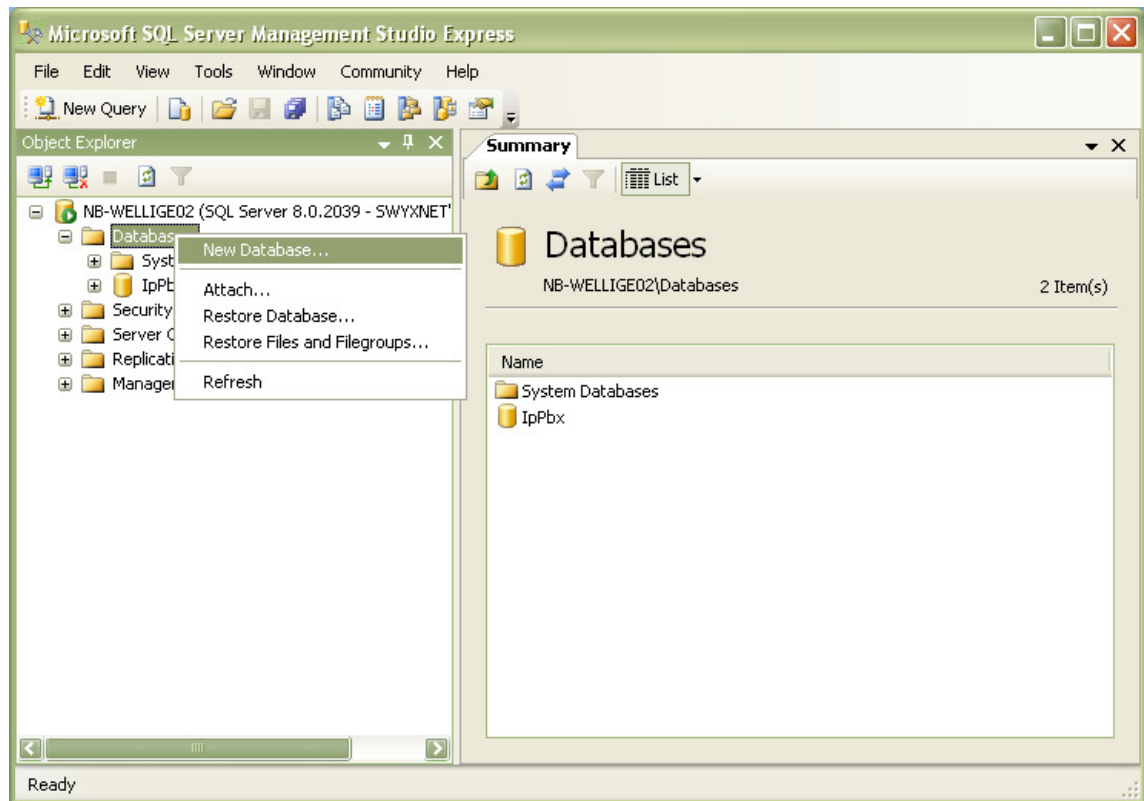 Microsoft SQL Server Management Studio Express
File Edit View Tools Window Community Help
New Query
Object Explorer
NB-WELLIGE02 (SQL Server 8.0.2039 - SWYXNET'
Databas
Syst
IpPb
Security
Server
Replicati
Manage
New Database...
Attach...
Restore Database...
Restore Files and Filegroups...
Refresh
Summary
List
Databases
NB-WELLIGE02\Databases 2 Item(s)
Name
System Databases
IpPbx
Ready